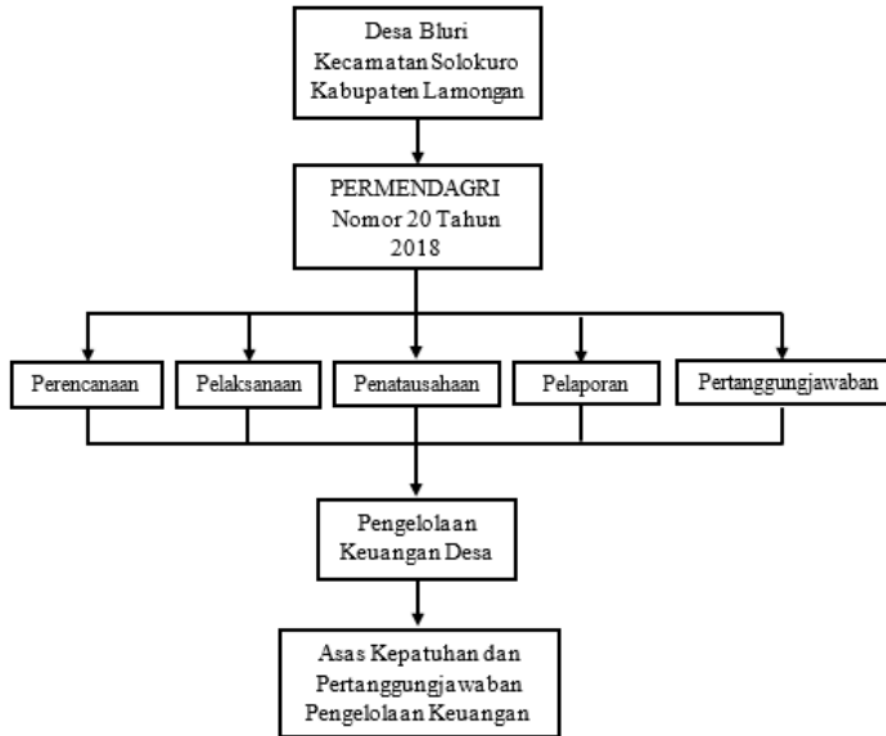 Desa Bluri
Kecamatan Solokuro
Kabupaten Lamongan
PERMENDAGRI
Nomor 20 Tahun
2018
Perencanaan
Pelaksanaan
Penatausahaan
Pelaporan
Pertanggungjawaban
Pengelolaan
Keuangan Desa
Asas Kepatuhan dan
Pertanggungjawaban
Pengelolaan Keuangan